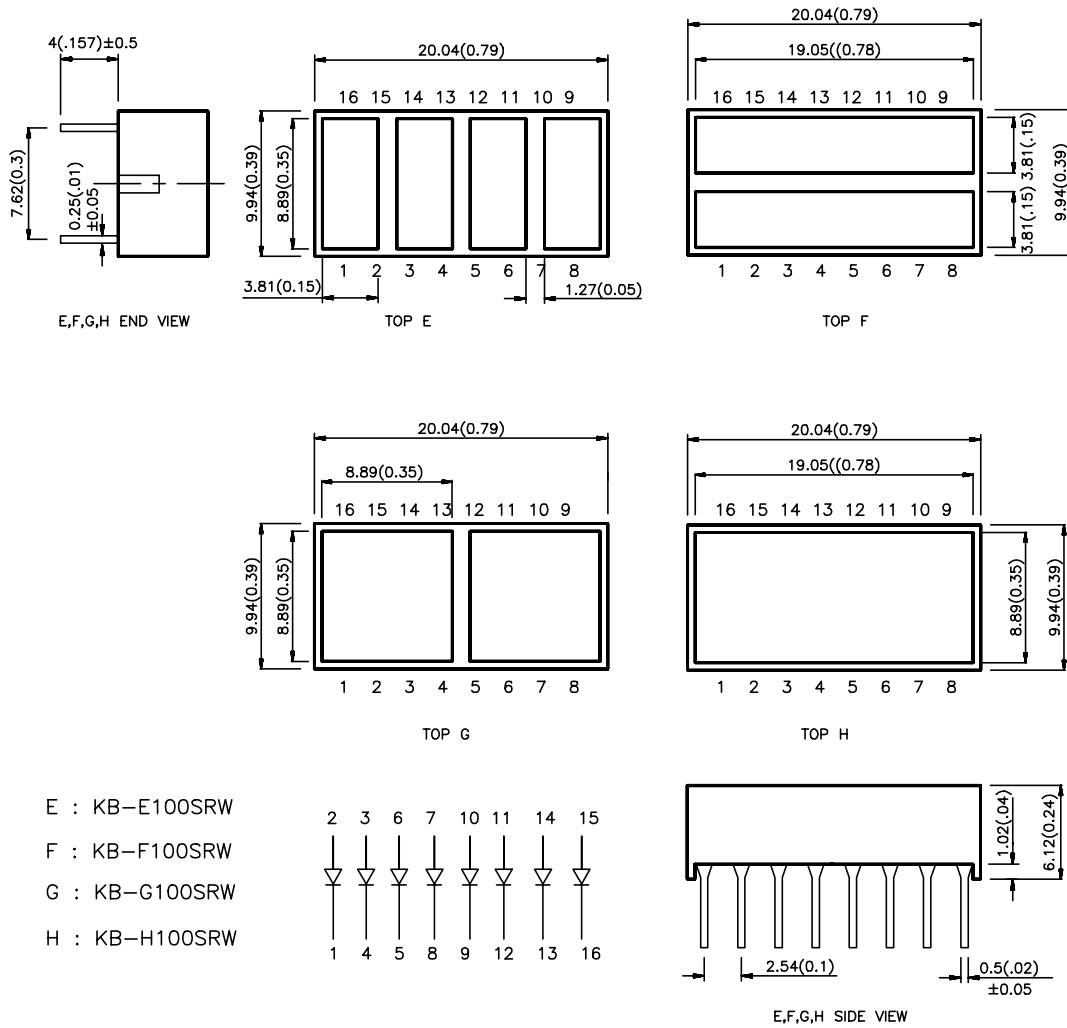 4(.157)±0.5
7.62(0.3)
0.25(.01)
±0.05
E,F,G,H END VIEW
20.04(0.79)
16 15 14 13 12 11 10 9
9.94(0.39)
8.89(0.35)
1 2 3 4 5 6 7 8
3.81(0.15)
1.27(0.05)
TOP E
20.04(0.79)
19.05((0.78)
16 15 14 13 12 11 10 9
3.81(.15)
3.81(.15)
9.94(0.39)
1 2 3 4 5 6 7 8
TOP F
20.04(0.79)
8.89(0.35)
16 15 14 13 12 11 10 9
9.94(0.39)
8.89(0.35)
1 2 3 4 5 6 7 8
TOP G
20.04(0.79)
19.05((0.78)
16 15 14 13 12 11 10 9
8.89(0.35)
9.94(0.39)
1 2 3 4 5 6 7 8
TOP H
E : KB-E100SRW
F : KB-F100SRW
G : KB-G100SRW
H : KB-H100SRW
2 3 6 7 10 11 14 15
1 4 5 8 9 12 13 16
1.02(.04)
6.12(0.24)
2.54(0.1)
0.5(.02)
±0.05
E,F,G,H SIDE VIEW